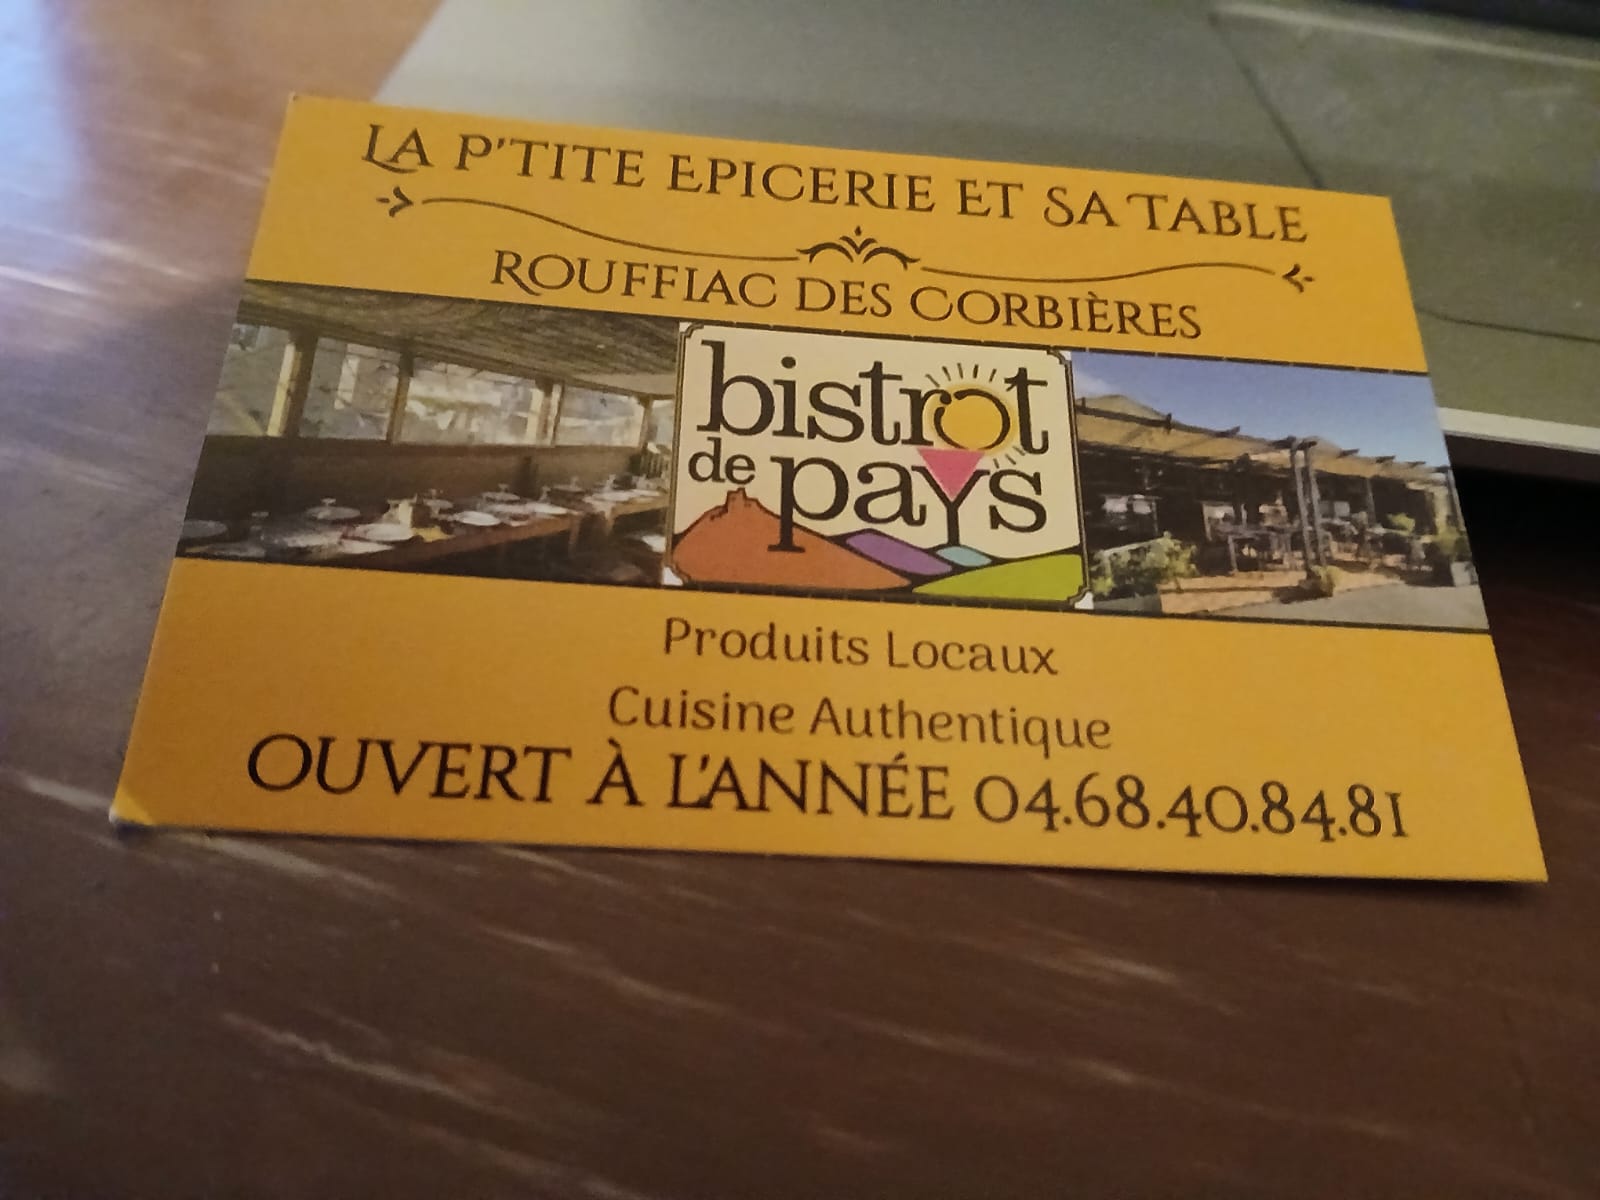 LA P'TITE EPICERIE ET SA TABLE
ROUFFIAC DES CORBIÈRES
bistrot
de pays
Produits Locaux
Cuisine Authentique
OUVERT À L'ANNÉE 04.68.40.84.81